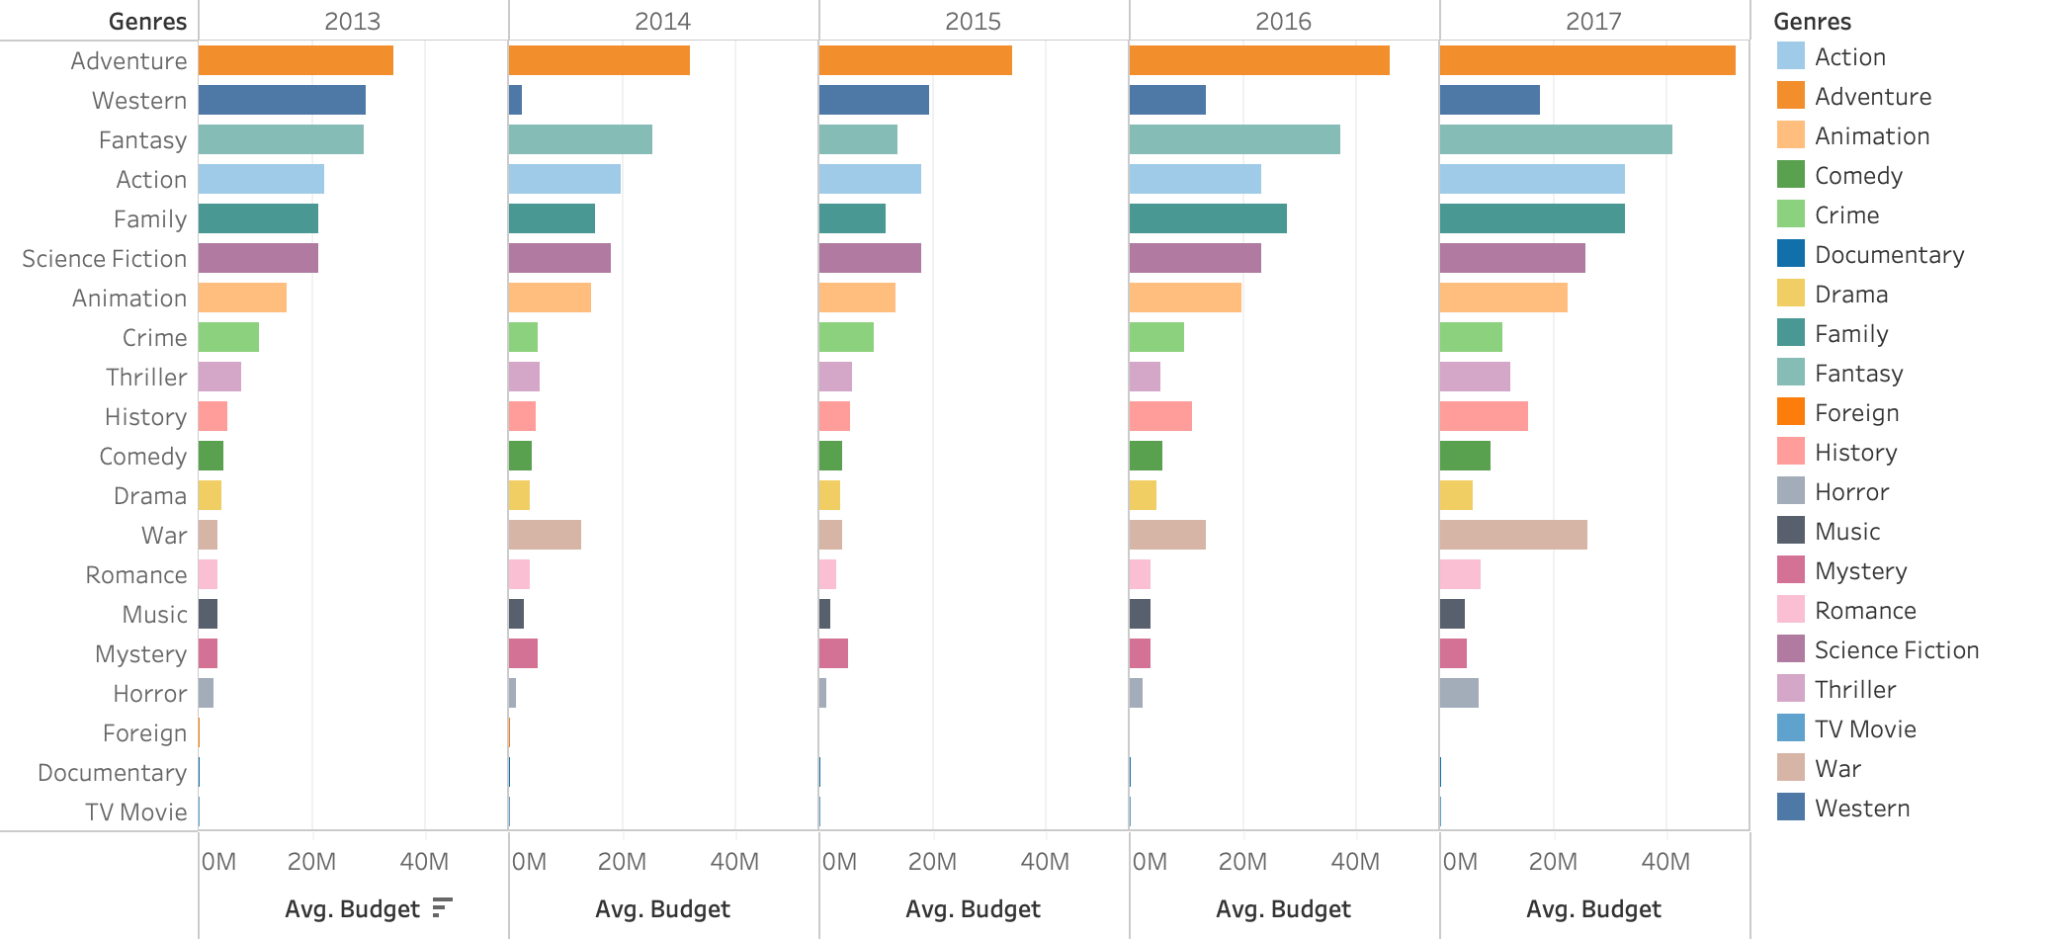 Genres 2013 2014 2015 2016 2017
Adventure
Western
Fantasy
Action
Family
Science Fiction
Animation
Crime
Thriller
History
Comedy
Drama
War
Romance
Music
Mystery
Horror
Foreign
Documentary
TV Movie
0M 20M 40M 0M 20M 40M 0M 20M 40M 0M 20M 40M 0M 20M 40M
Avg. Budget Avg. Budget Avg. Budget Avg. Budget Avg. Budget
Genres
Action
Adventure
Animation
Comedy
Crime
Documentary
Drama
Family
Fantasy
Foreign
History
Horror
Music
Mystery
Romance
Science Fiction
Thriller
TV Movie
War
Western